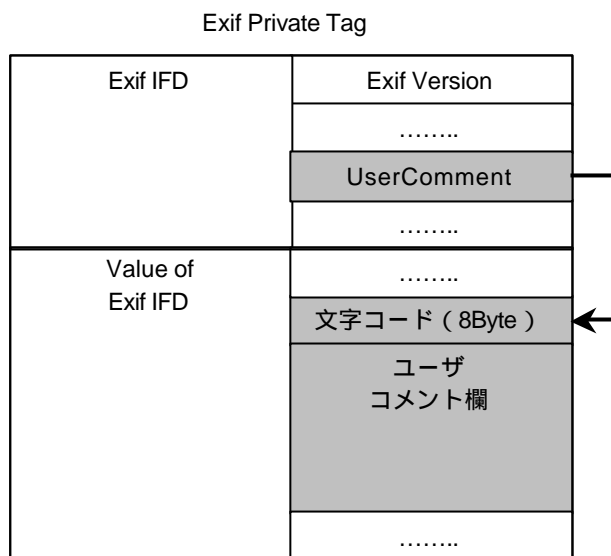 Exif Private Tag
Exif IFD
Exif Version
……..
UserComment
……..
Value of
Exif IFD
……..
文字コード（8Byte）
ユーザ
コメント欄
……..